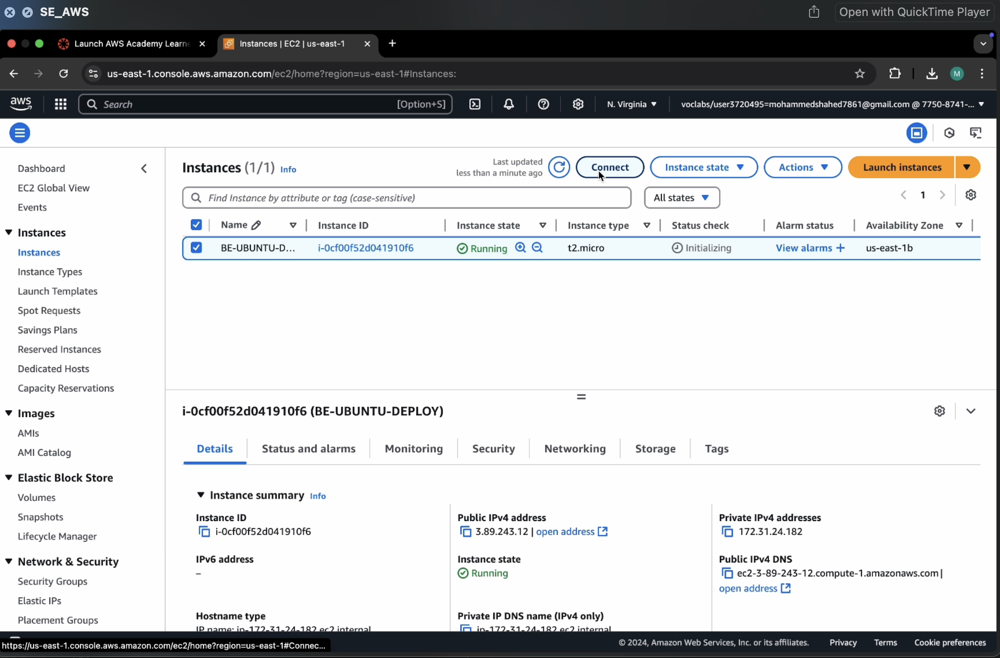 SE_AWS
Open with QuickTime Player
Launch AWS Academy Learne
Instances | EC2 | us-east-1
us-east-1.console.aws.amazon.com/ec2/home?region=us-east-1#Instances:
M
aws
Search
[Option+S]
N. Virginia
voclabs/user3720495=mohammedshahed7861@gmail.com @ 7750-8741-...
Dashboard
EC2 Global View
Events
Instances
Instances
Instance Types
Launch Templates
Spot Requests
Savings Plans
Reserved Instances
Dedicated Hosts
Capacity Reservations
Images
AMIs
AMI Catalog
Elastic Block Store
Volumes
Snapshots
Lifecycle Manager
Network & Security
Security Groups
Elastic IPs
Placement Groups
Instances (1/1) Info
Last updated
less than a minute ago
Connect
Instance state
Actions
Launch instances
Find Instance by attribute or tag (case-sensitive)
All states
1
Name
Instance ID
Instance state
Instance type
Status check
Alarm status
Availability Zone
BE-UBUNTU-D...
i-0cf00f52d041910f6
Running
t2.micro
Initializing
View alarms +
us-east-1b
i-0cf00f52d041910f6 (BE-UBUNTU-DEPLOY)
Details
Status and alarms
Monitoring
Security
Networking
Storage
Tags
Instance summary Info
Instance ID
i-0cf00f52d041910f6
Public IPv4 address
3.89.243.12 | open address
Private IPv4 addresses
172.31.24.182
IPv6 address
–
Instance state
Running
Public IPv4 DNS
ec2-3-89-243-12.compute-1.amazonaws.com |
open address
Hostname type
IP name: ip-172-31-24-182.ec2.internal
Private IP DNS name (IPv4 only)
ip-172-31-24-182.ec2.internal
https://us-east-1.console.aws.amazon.com/ec2/home?region=us-east-1#Connec...
© 2024, Amazon Web Services, Inc. or its affiliates.
Privacy
Terms
Cookie preferences